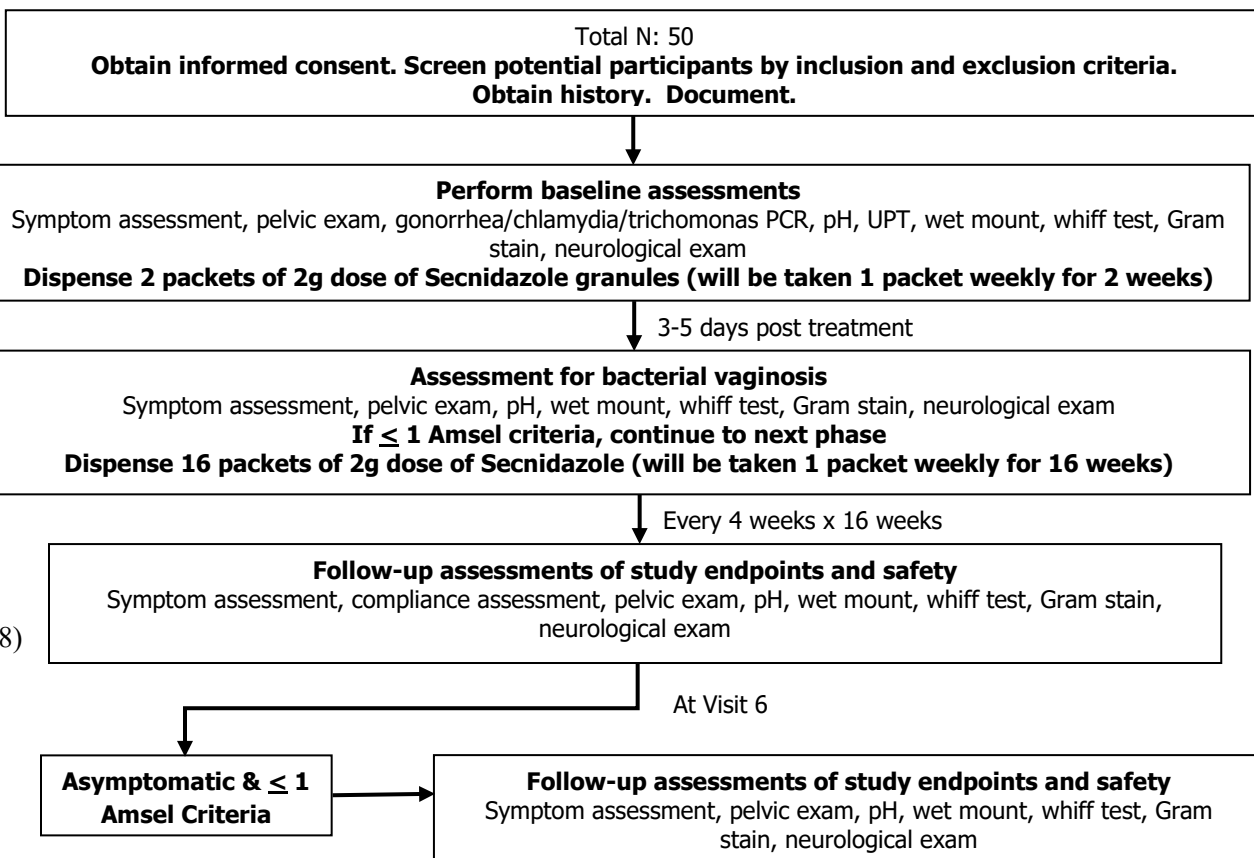 Total N: 50
Obtain informed consent. Screen potential participants by inclusion and exclusion criteria.
Obtain history.  Document.
Perform baseline assessments
Symptom assessment, pelvic exam, gonorrhea/chlamydia/trichomonas PCR, pH, UPT, wet mount, whiff test, Gram
stain, neurological exam
Dispense 2 packets of 2g dose of Secnidazole granules (will be taken 1 packet weekly for 2 weeks)
3-5 days post treatment
Assessment for bacterial vaginosis
Symptom assessment, pelvic exam, pH, wet mount, whiff test, Gram stain, neurological exam
If < 1 Amsel criteria, continue to next phase
Dispense 16 packets of 2g dose of Secnidazole (will be taken 1 packet weekly for 16 weeks)
Every 4 weeks x 16 weeks
Follow-up assessments of study endpoints and safety
Symptom assessment, compliance assessment, pelvic exam, pH, wet mount, whiff test, Gram stain,
neurological exam
8)
At Visit 6
Asymptomatic & < 1
Amsel Criteria
Follow-up assessments of study endpoints and safety
Symptom assessment, pelvic exam, pH, wet mount, whiff test, Gram
stain, neurological exam